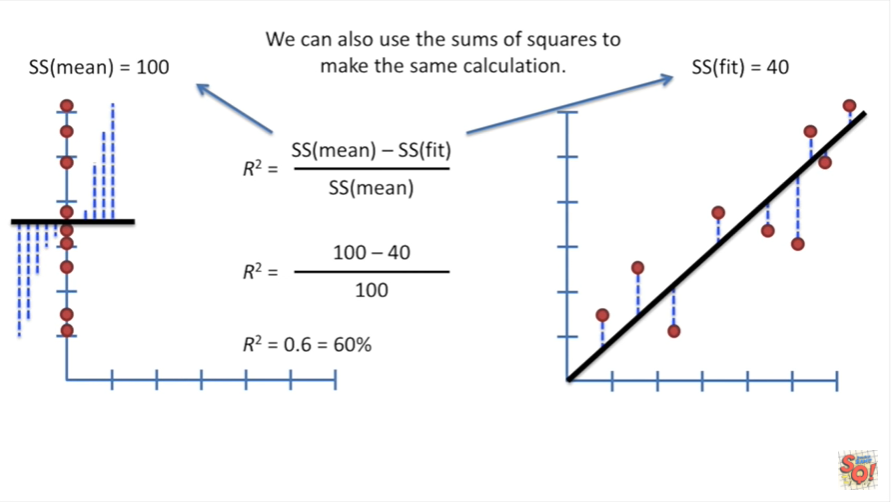 We can also use the sums of squares to
make the same calculation.
SS(mean) = 100
SS(fit) = 40
R² = SS(mean) – SS(fit)
SS(mean)
R² = 100 – 40
100
R² = 0.6 = 60%
SQ!